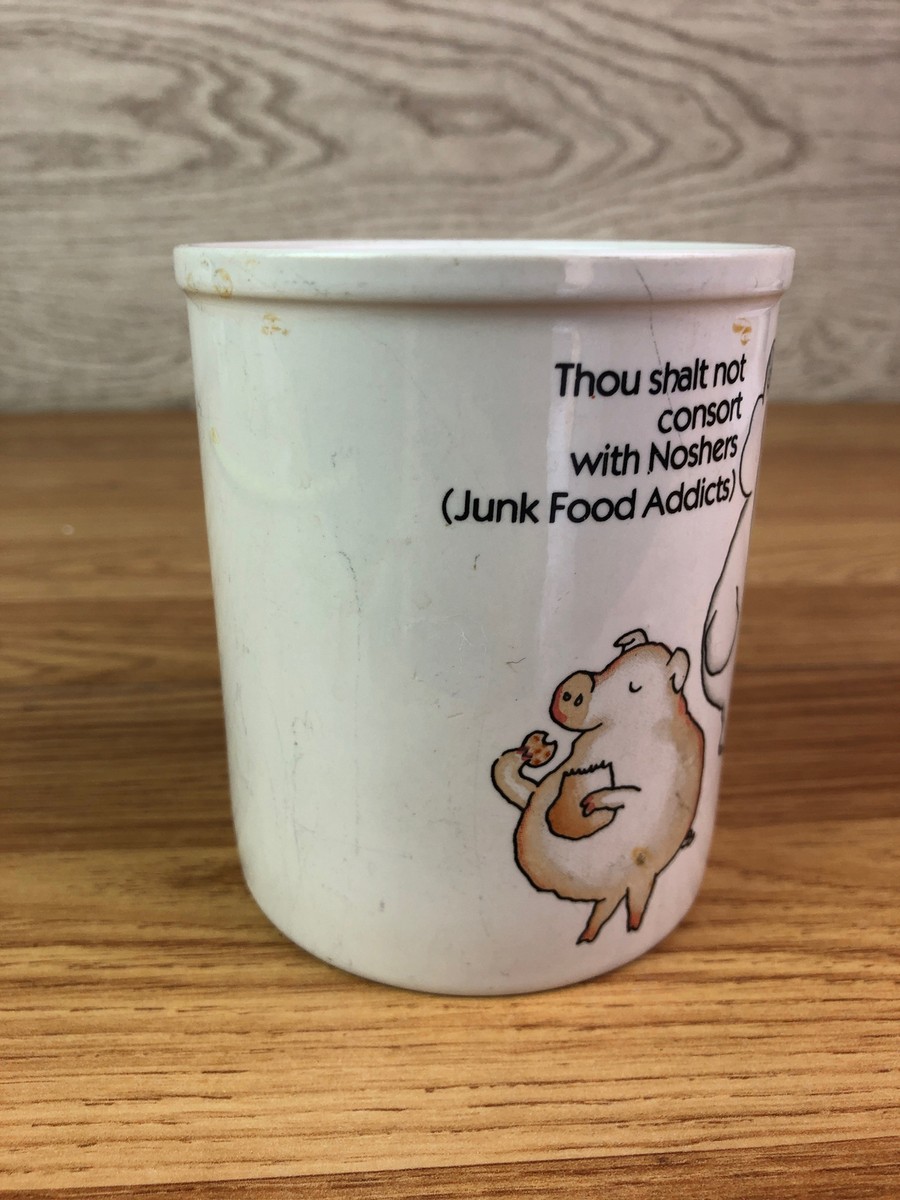 Thou shalt not
consort
with Noshers
(Junk Food Addicts)